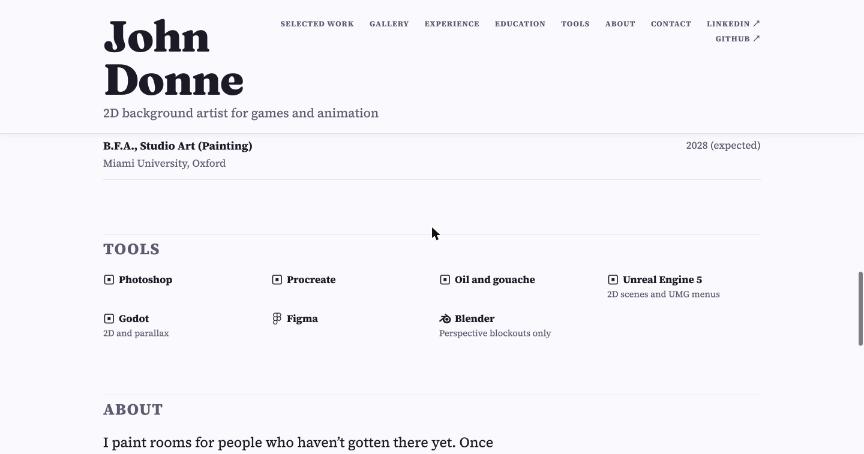 John
Donne
2D background artist for games and animation
SELECTED WORK GALLERY EXPERIENCE EDUCATION TOOLS ABOUT CONTACT LINKEDIN ↗
GITHUB ↗
B.F.A., Studio Art (Painting) 2028 (expected)
Miami University, Oxford
TOOLS
Photoshop Procreate Oil and gouache Unreal Engine 5
2D scenes and UMG menus
Godot Figma Blender
2D and parallax Perspective blockouts only
ABOUT
I paint rooms for people who haven’t gotten there yet. Once